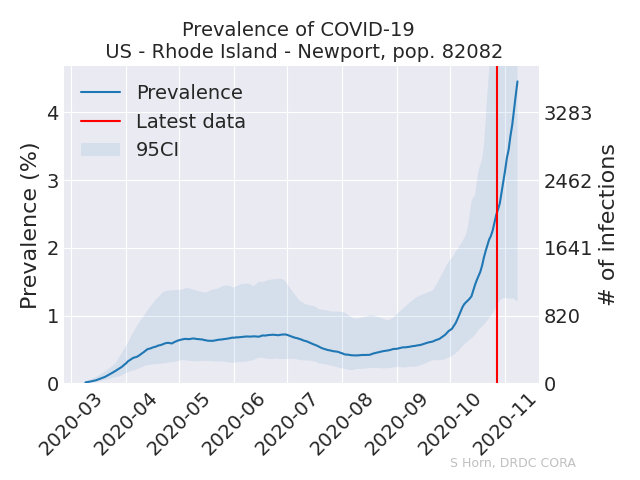 Prevalence of COVID-19
US - Rhode Island - Newport, pop. 82082
Prevalence
Latest data
95CI
Prevalence (%)
4
3
2
1
0
3283
2462
1641
820
0
# of infections
2020-03
2020-04
2020-05
2020-06
2020-07
2020-08
2020-09
2020-10
2020-11
S Horn, DRDC CORA